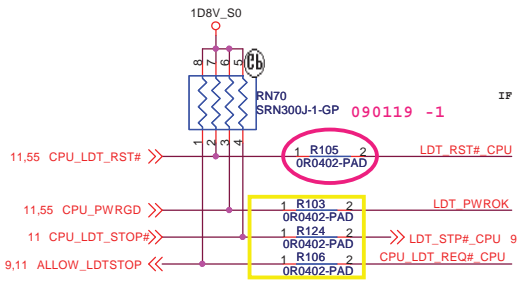 1D8V_S0
8 7 6 5
Cb
RN70
SRN300J-1-GP
090119 -1
IF
1 2 3 4
11,55 CPU_LDT_RST# 1 R105 2 LDT_RST#_CPU
0R0402-PAD
11,55 CPU_PWRGD 1 R103 2 LDT_PWROK
0R0402-PAD
11 CPU_LDT_STOP# 1 R124 2 LDT_STP#_CPU 9
0R0402-PAD
9,11 ALLOW_LDTSTOP 1 R106 2 CPU_LDT_REQ#_CPU
0R0402-PAD